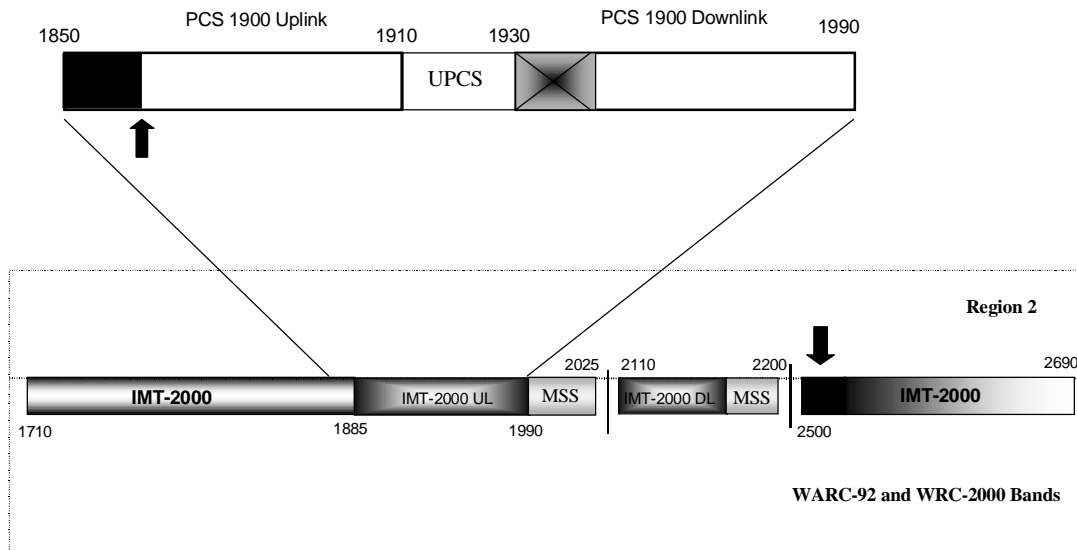 PCS 1900 Uplink
PCS 1900 Downlink
1850
1910
1930
1990
UPCS
Region 2
2025
2110
2200
2690
IMT-2000
IMT-2000 UL
MSS
IMT-2000 DL
MSS
IMT-2000
1710
1885
1990
2500
WARC-92 and WRC-2000 Bands